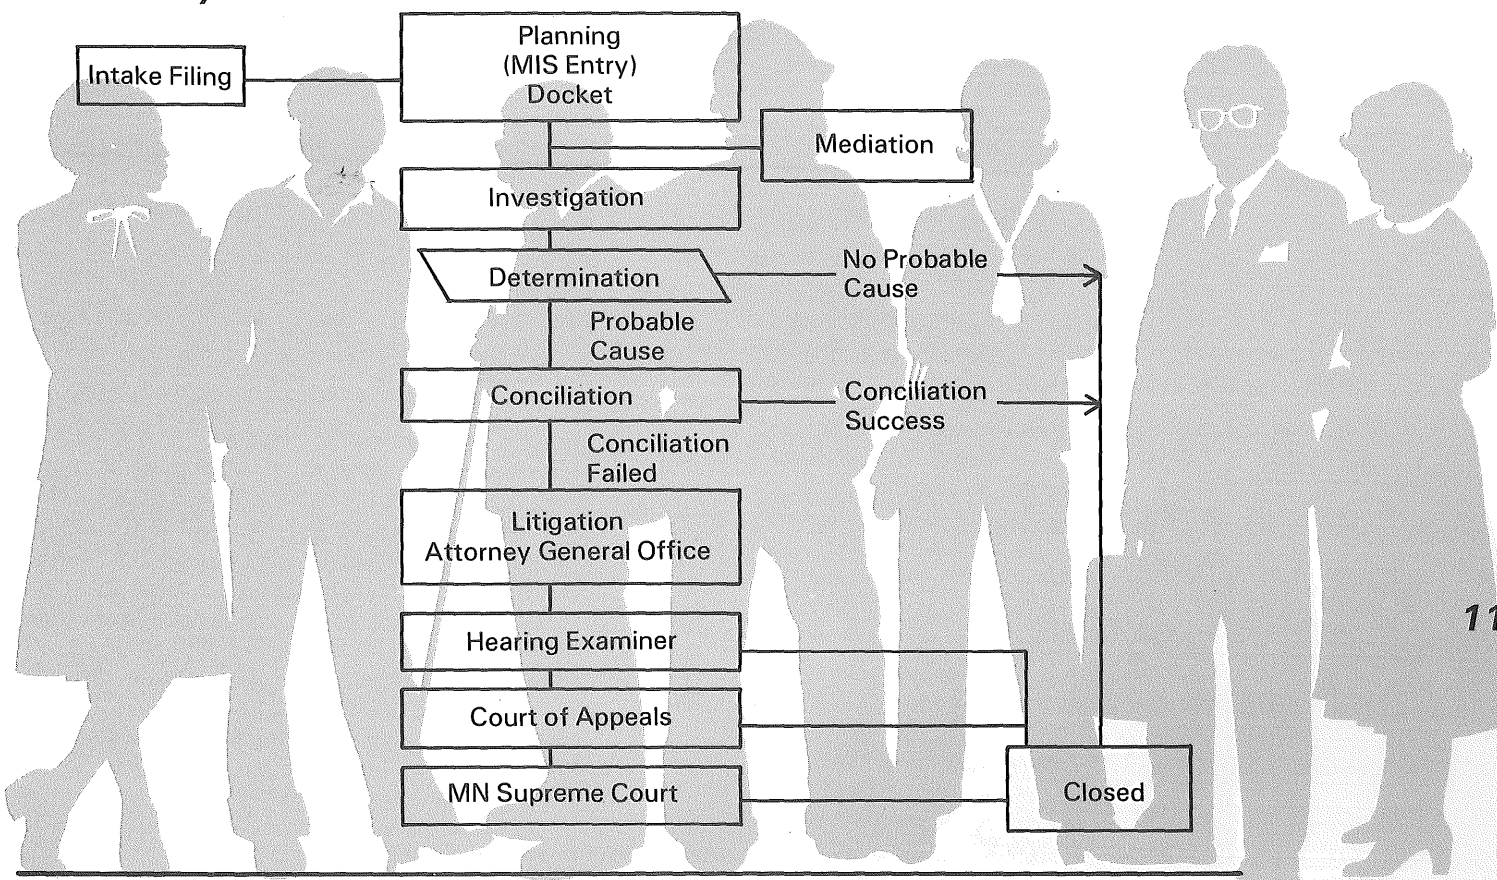 Intake Filing
Planning
(MIS Entry)
Docket
Mediation
Investigation
Determination
No Probable
Cause
Probable
Cause
Conciliation
Conciliation
Success
Conciliation
Failed
Litigation
Attorney General Office
Hearing Examiner
11
Court of Appeals
MN Supreme Court
Closed